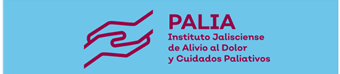 PALIA
Instituto Jalisciense
de Alivio al Dolor
y Cuidados Paliativos